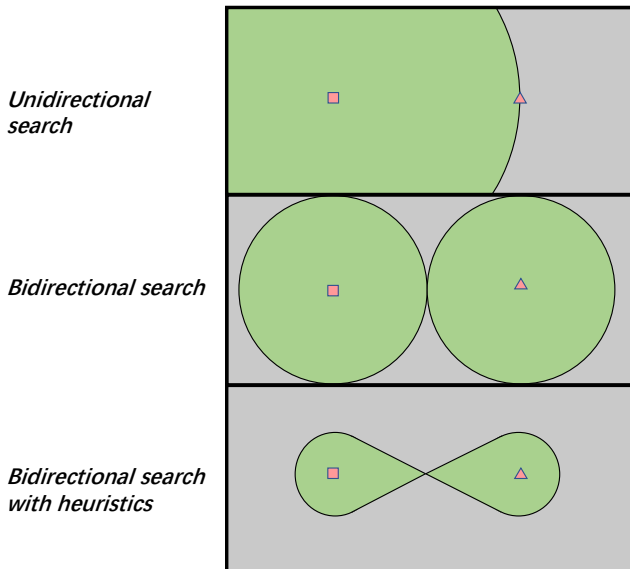 Unidirectional
search
Bidirectional search
Bidirectional search
with heuristics